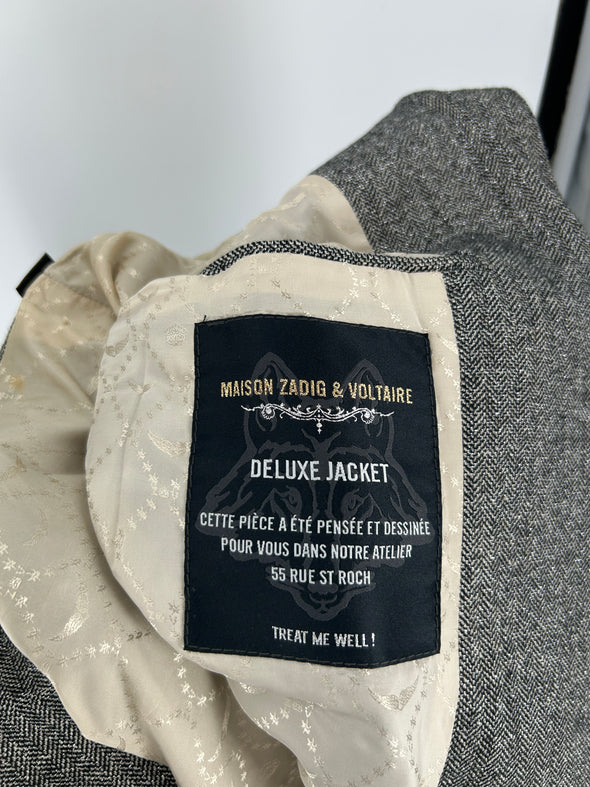 MAISON ZADIG & VOLTAIRE
DELUXE JACKET
CETTE PIÈCE A ÉTÉ PENSÉE ET DESSINÉE
POUR VOUS DANS NOTRE ATELIER
55 RUE ST ROCH
TREAT ME WELL!